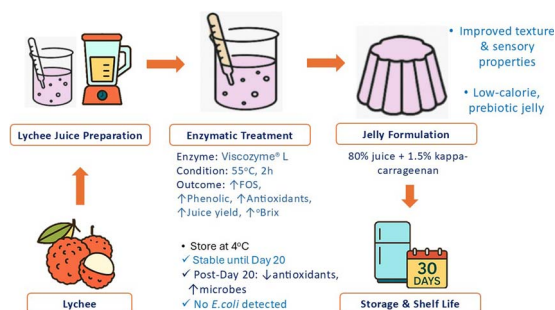 • Improved texture
& sensory
properties
• Low-calorie,
prebiotic jelly
Lychee Juice Preparation
Enzymatic Treatment
Jelly Formulation
Enzyme: Viscozyme® L
Condition: 55°C, 2h
Outcome: ↑FOS,
↑Phenolic, ↑Antioxidants,
↑Juice yield, ↑°Brix
80% juice + 1.5% kappa-
carrageenan
• Store at 4°C
✓ Stable until Day 20
✓ Post-Day 20: ↓antioxidants,
↑microbes
✓ No E.coli detected
30
DAYS
Lychee
Storage & Shelf Life